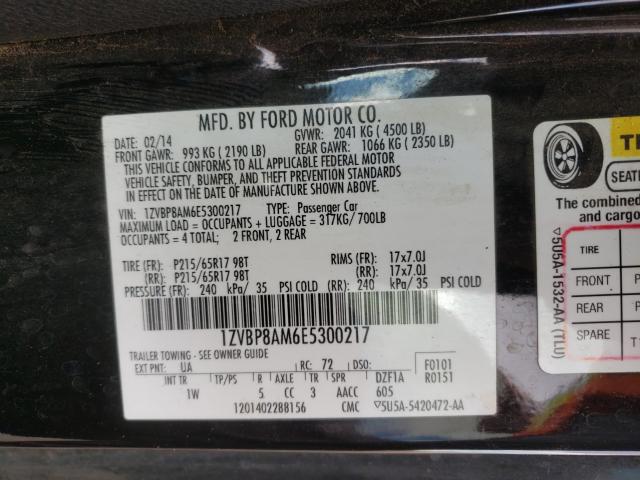 MFD. BY FORD MOTOR CO.
DATE: 02/14 GVWR: 2041 KG ( 4500 LB)
FRONT GAWR: 993 KG ( 2190 LB) REAR GAWR: 1066 KG ( 2350 LB)
THIS VEHICLE CONFORMS TO ALL APPLICABLE FEDERAL MOTOR
VEHICLE SAFETY, BUMPER, AND THEFT PREVENTION STANDARDS
IN EFFECT ON THE DATE OF MANUFACTURE SHOWN ABOVE.
VIN: 1ZVBP8AM6E5300217 TYPE: Passenger Car
MAXIMUM LOAD = OCCUPANTS + LUGGAGE = 317KG/ 700LB
OCCUPANTS = 4 TOTAL; 2 FRONT, 2 REAR
TIRE (FR): P215/65R17 98T RIMS (FR): 17x7.0J
(RR): P215/65R17 98T (RR): 17x7.0J
PRESSURE (FR): 240 kPa/ 35 PSI COLD (RR): 240 kPa/ 35 PSI COLD
1ZVBP8AM6E5300217
TRAILER TOWING - SEE OWNER GUIDE
EXT PNT: UA RC: 72 DSO: F0101
R0151
INT TR TP/PS R AXLE TR SPR DZF1A
1W 5 CC 3 AACC 605
1201402288156 CMC ▽5U5A-5420472-AA
▽5U5A-1532-AA (TLU)
SEAT
The combined
and cargo
TIRE
FRONT P
REAR P
SPARE T